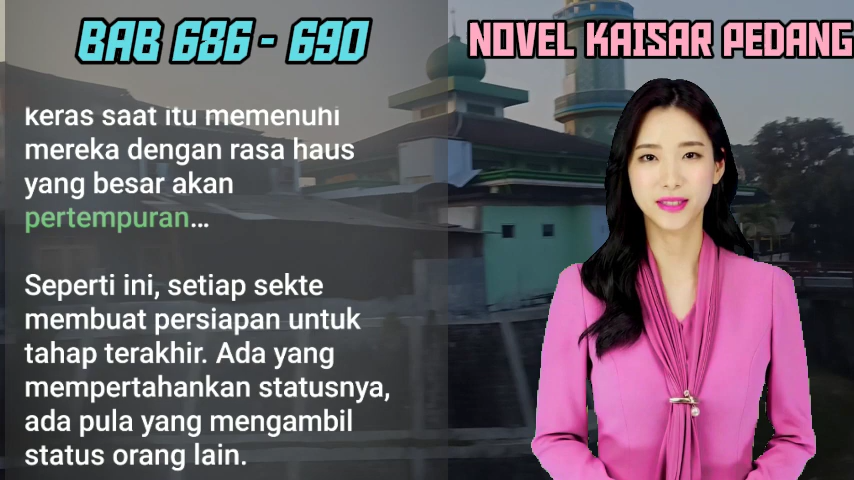 BAB 686 - 690
NOVEL KAISAR PEDANG
keras saat itu memenuhi
mereka dengan rasa haus
yang besar akan
pertempuran...
Seperti ini, setiap sekte
membuat persiapan untuk
tahap terakhir. Ada yang
mempertahankan statusnya,
ada pula yang mengambil
status orang lain.